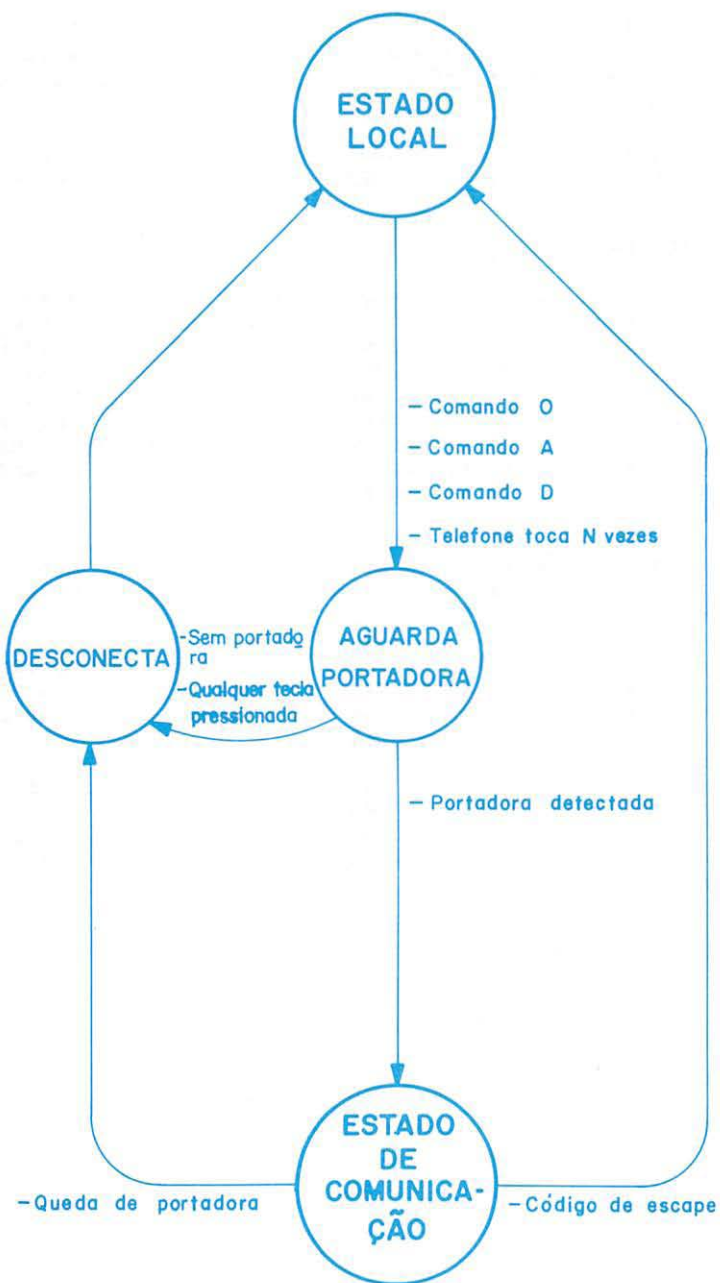 ESTADO
LOCAL
- Comando O
- Comando A
- Comando D
- Telefone toca N vezes
DESCONECTA
-Sem portado
ra
-Qualquer tecla
pressionada
AGUARDA
PORTADORA
- Portadora detectada
ESTADO
DE
COMUNICA-
ÇÃO
-Queda de portadora
-Código de escape